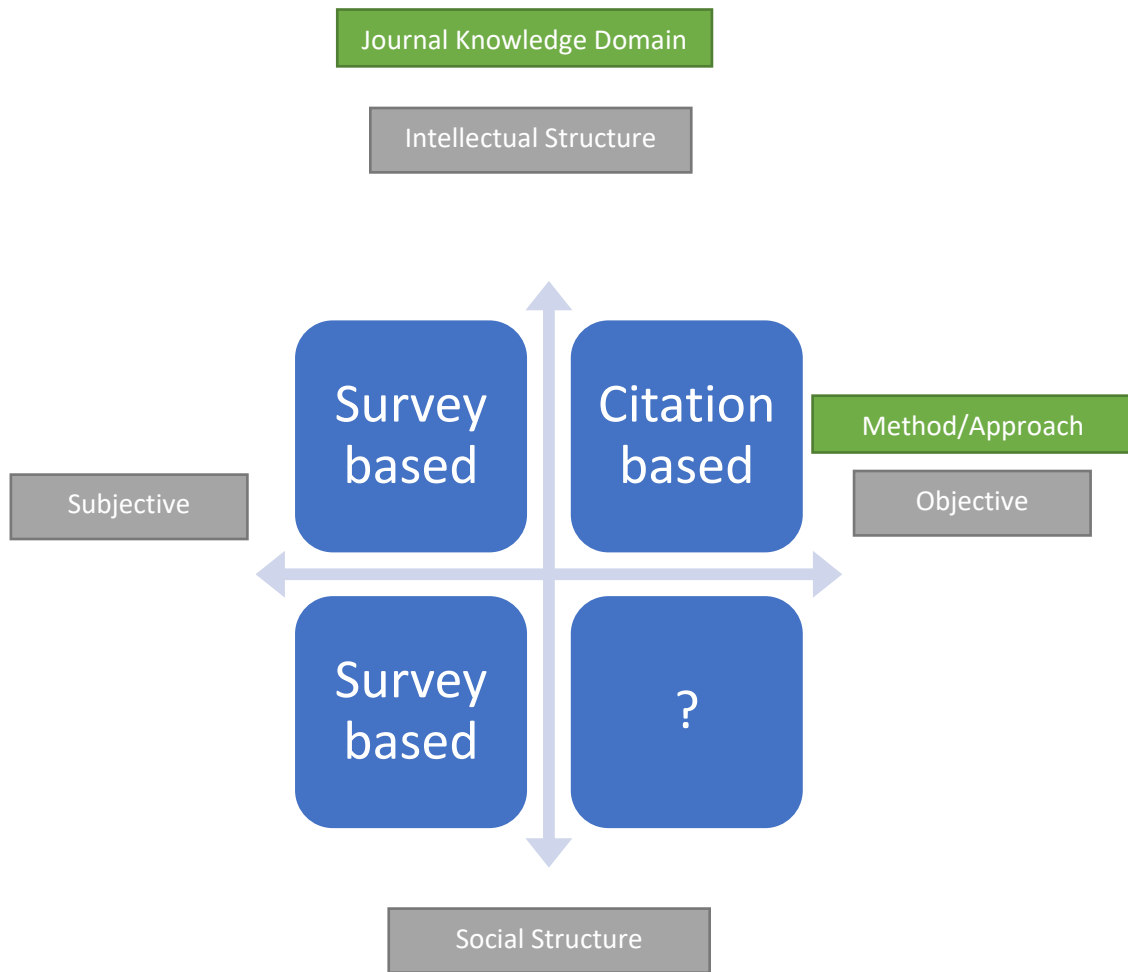 Journal Knowledge Domain
Intellectual Structure
Survey
based
Citation
based
Method/Approach
Subjective
Objective
Survey
based
?
Social Structure